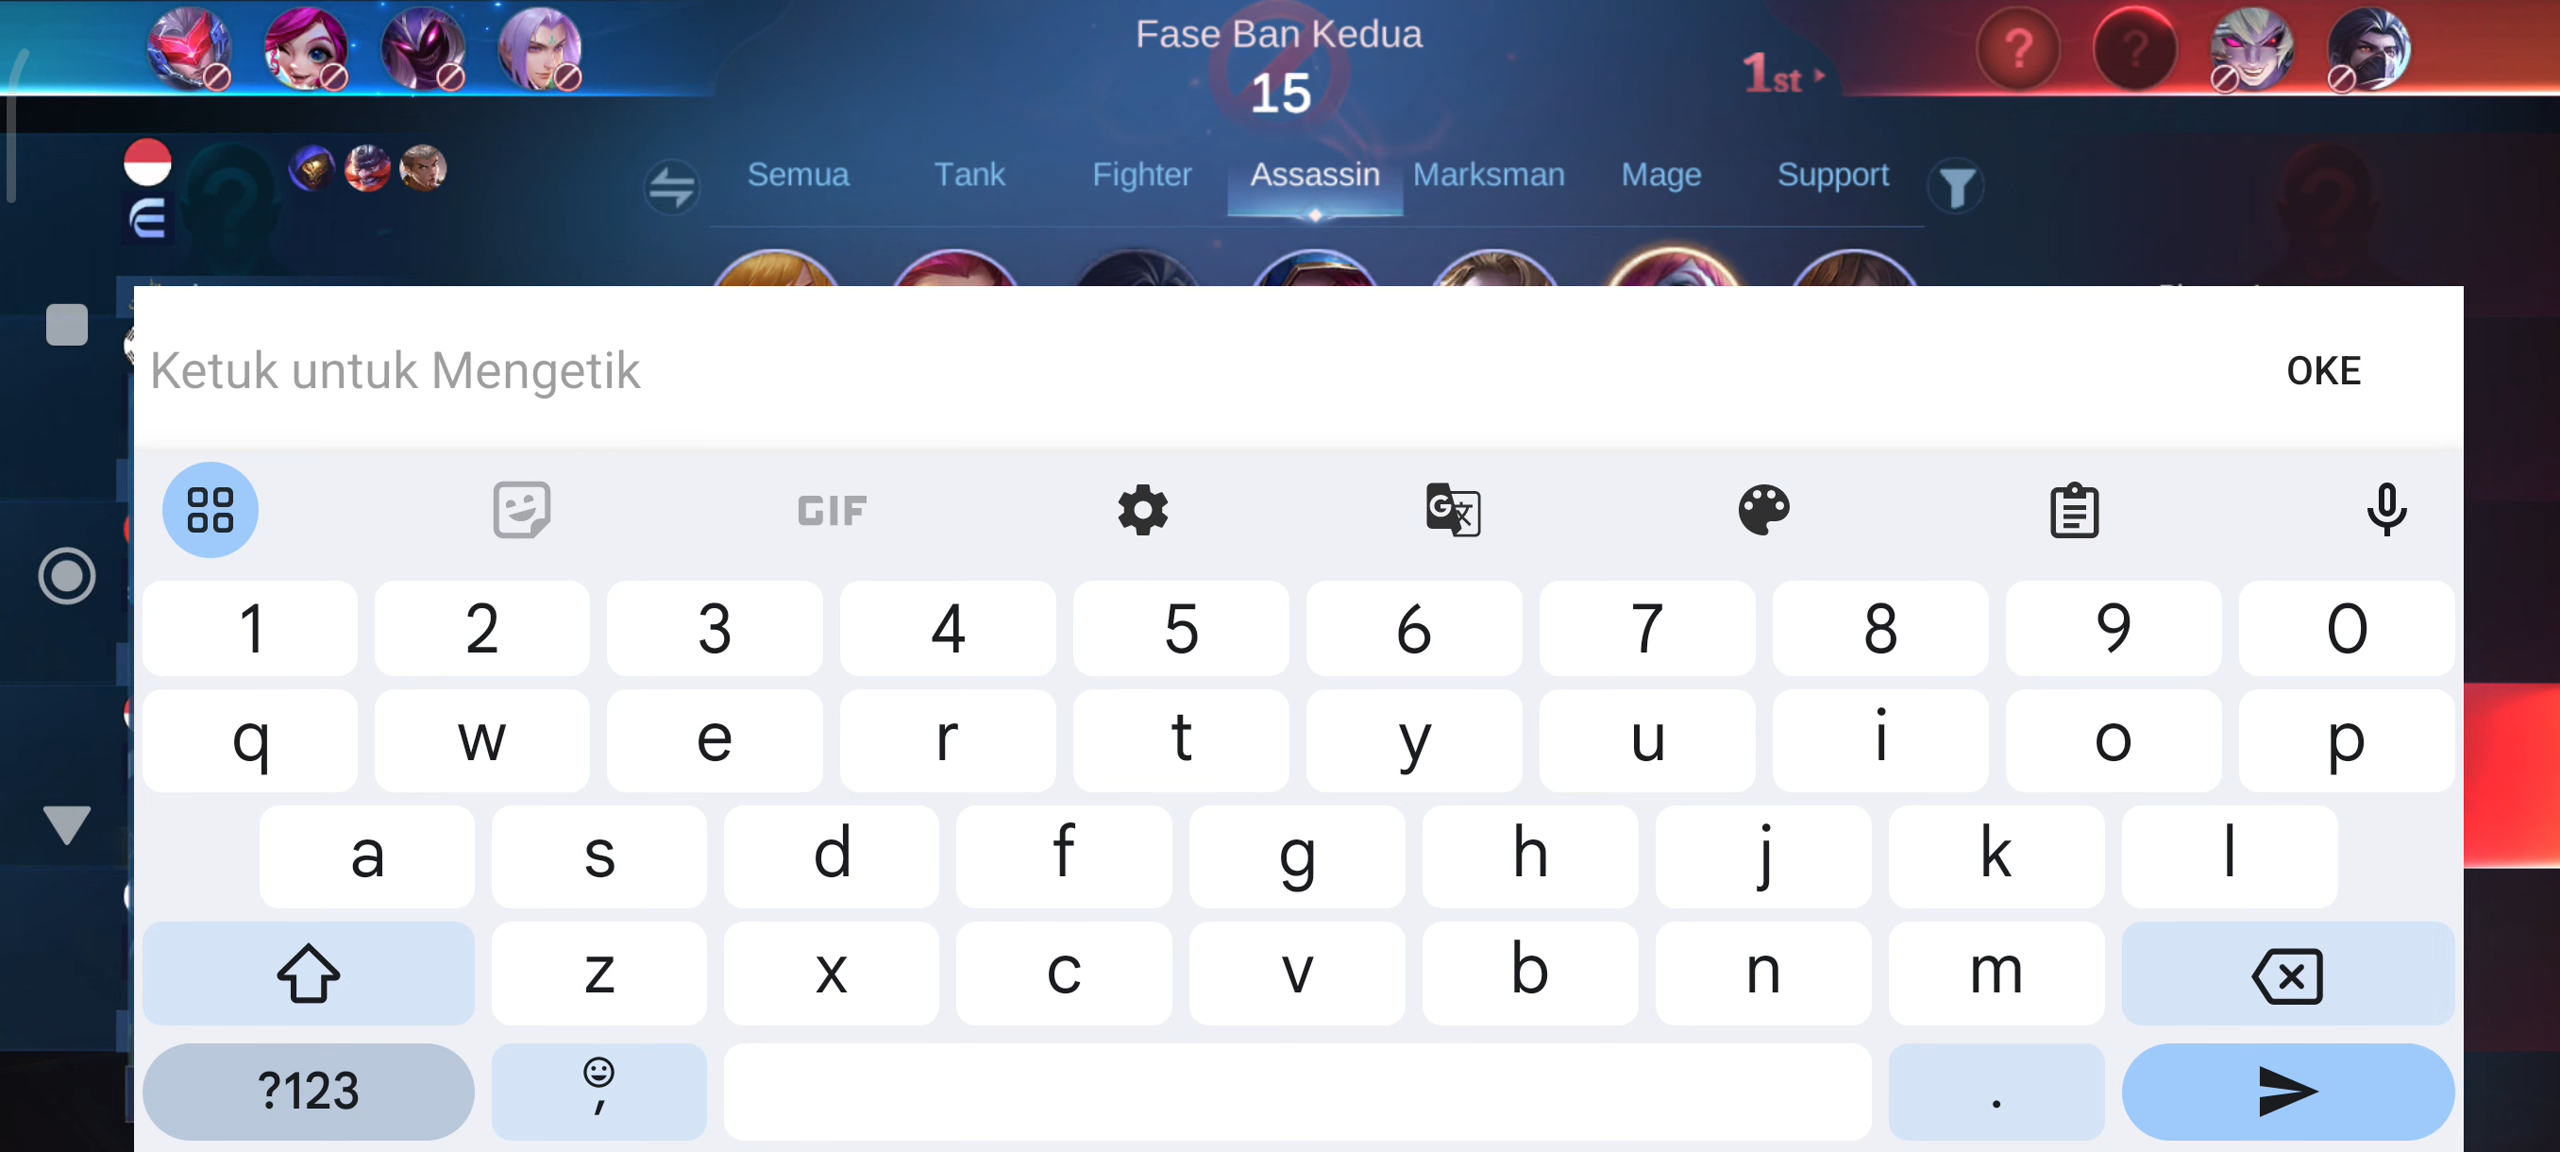 Fase Ban Kedua
15
1st
Semua Tank Fighter Assassin Marksman Mage Support
Ketuk untuk Mengetik
OKE
GIF
1 2 3 4 5 6 7 8 9 0
q w e r t y u i o p
a s d f g h j k l
z x c v b n m
?123 , .